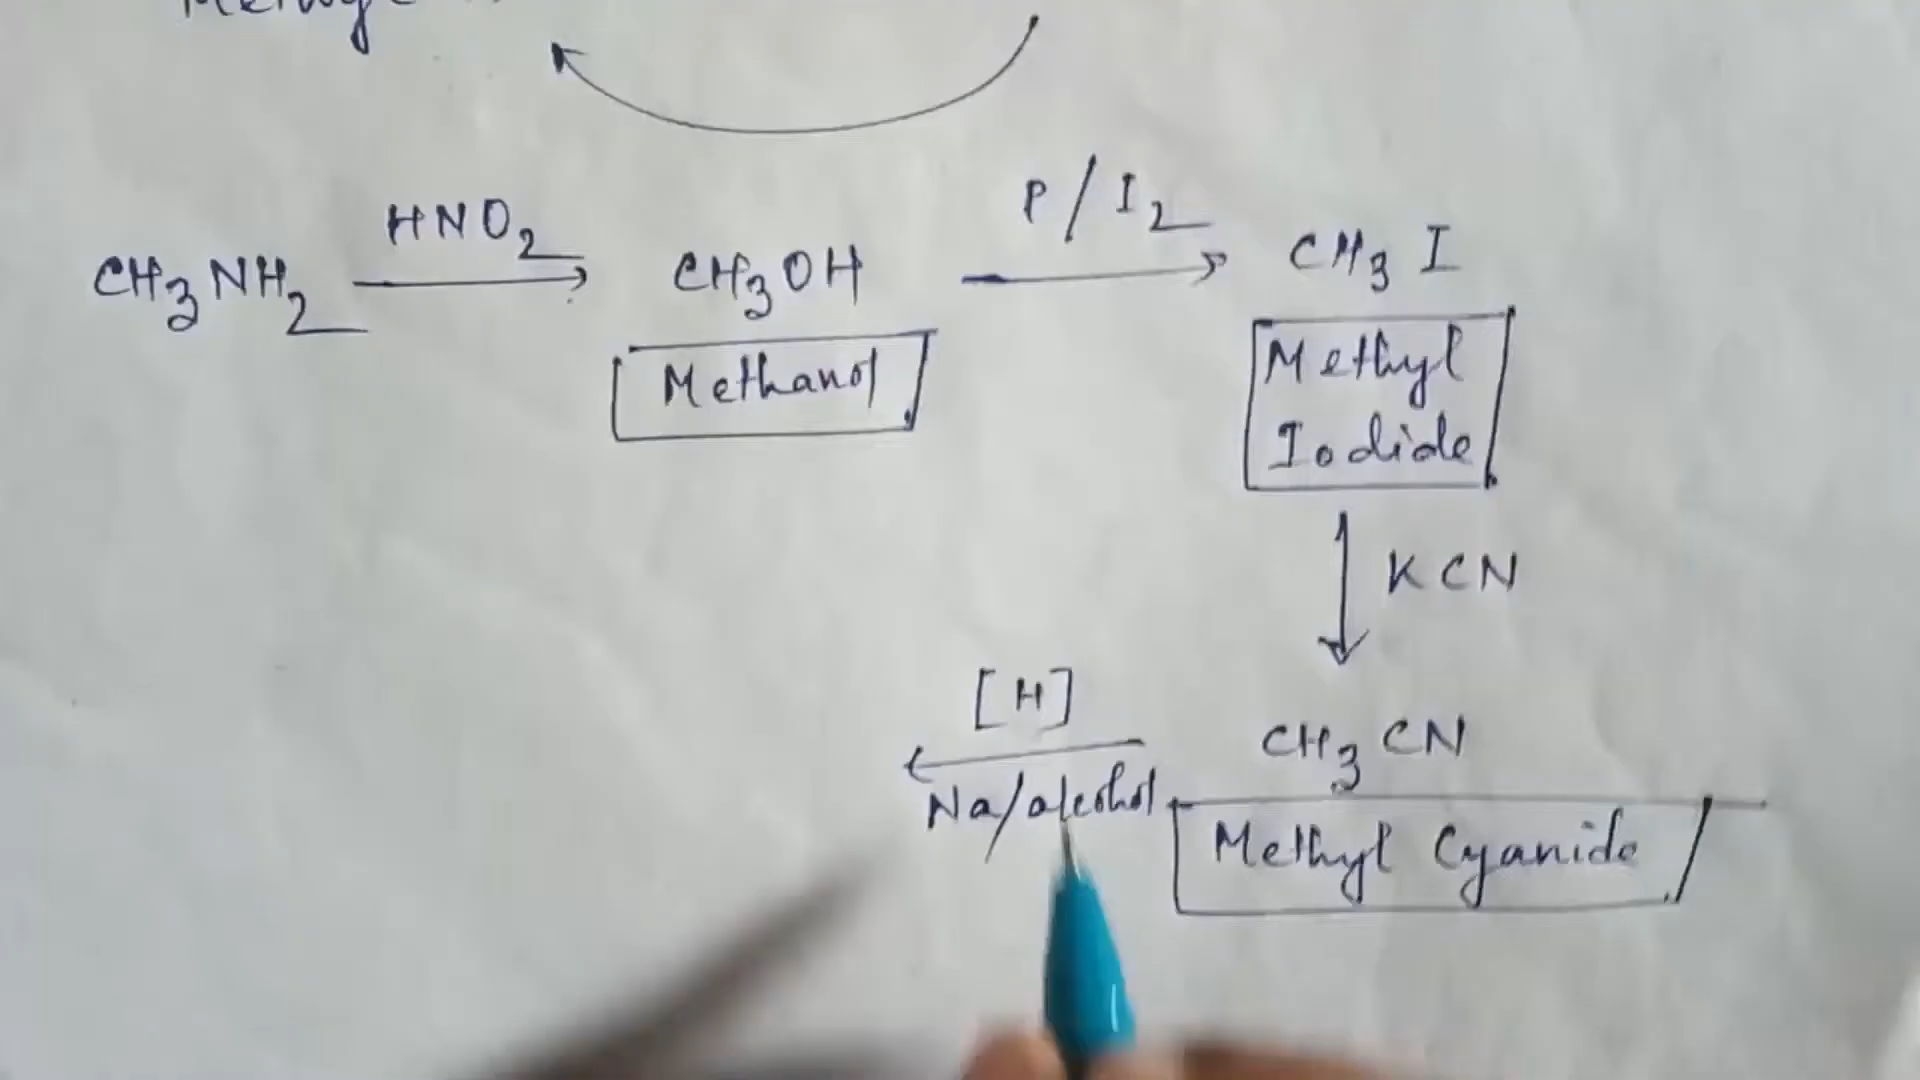 CH3NH2 HNO2 → CH3OH P/I2 → CH3I
Methanol
Methyl
Iodide
↓ KCN
[H]
← CH3CN
Na/alcohol
Methyl Cyanide